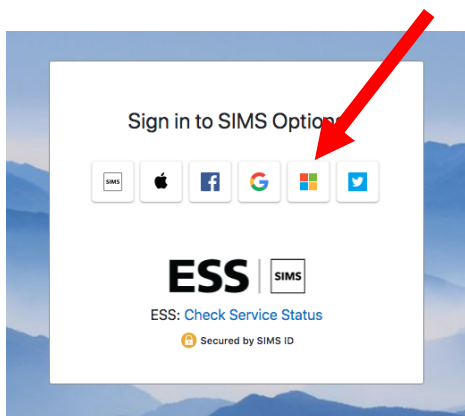 Sign in to SIMS Options
SIMS
ESS SIMS
ESS: Check Service Status
Secured by SIMS ID